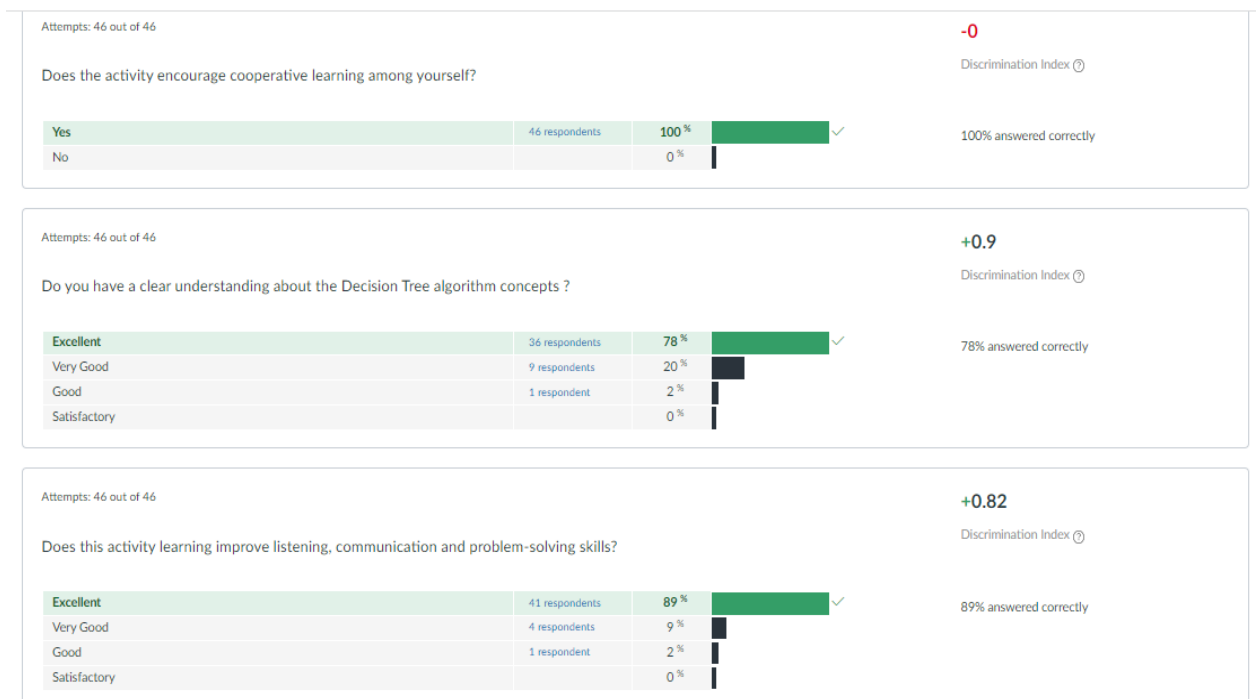 Attempts: 46 out of 46
-0
Discrimination Index ?
Does the activity encourage cooperative learning among yourself?
Yes 46 respondents 100 %
100% answered correctly
No 0 %
Attempts: 46 out of 46
+0.9
Discrimination Index ?
Do you have a clear understanding about the Decision Tree algorithm concepts ?
Excellent 36 respondents 78 %
78% answered correctly
Very Good 9 respondents 20 %
Good 1 respondent 2 %
Satisfactory 0 %
Attempts: 46 out of 46
+0.82
Discrimination Index ?
Does this activity learning improve listening, communication and problem-solving skills?
Excellent 41 respondents 89 %
89% answered correctly
Very Good 4 respondents 9 %
Good 1 respondent 2 %
Satisfactory 0 %